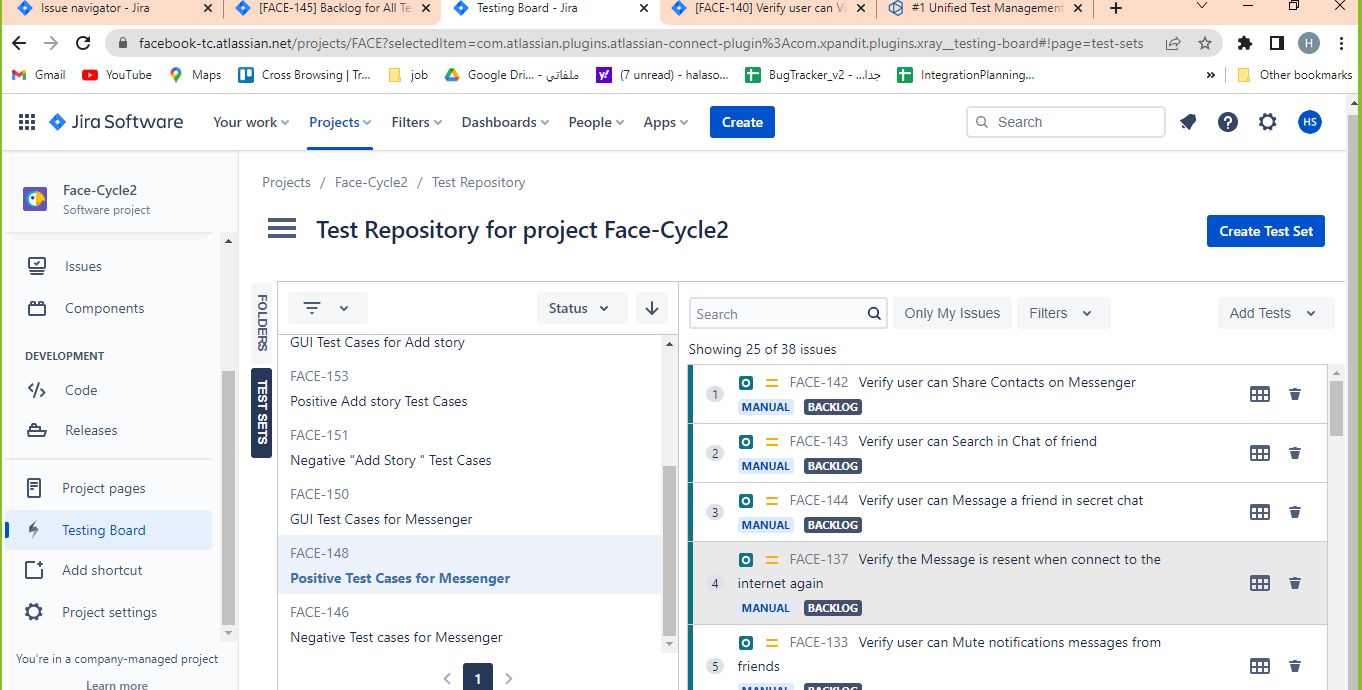 Issue navigator - Jira
[FACE-145] Backlog for All Te
Testing Board - Jira
[FACE-140] Verify user can Vi
#1 Unified Test Management
facebook-tc.atlassian.net/projects/FACE?selectedItem=com.atlassian.plugins.atlassian-connect-plugin%3Acom.xpandit.plugins.xray__testing-board#!page=test-sets
H
Gmail
YouTube
Maps
Cross Browsing | Tr...
job
Google Dri... - ملفاتي
(7 unread) - halaso...
BugTracker_v2 - ...جدا
IntegrationPlanning...
»
Other bookmarks
Jira Software
Your work
Projects
Filters
Dashboards
People
Apps
Create
Search
HS
Face-Cycle2
Software project
Issues
Components
DEVELOPMENT
Code
Releases
Project pages
Testing Board
Add shortcut
Project settings
You're in a company-managed project
Learn more
Projects / Face-Cycle2 / Test Repository
Test Repository for project Face-Cycle2
Create Test Set
FOLDERS
TEST SETS
Status
GUI Test Cases for Add story
FACE-153
Positive Add story Test Cases
FACE-151
Negative "Add Story " Test Cases
FACE-150
GUI Test Cases for Messenger
FACE-148
Positive Test Cases for Messenger
FACE-146
Negative Test cases for Messenger
1
Search
Only My Issues
Filters
Add Tests
Showing 25 of 38 issues
1
FACE-142 Verify user can Share Contacts on Messenger
MANUAL BACKLOG
2
FACE-143 Verify user can Search in Chat of friend
MANUAL BACKLOG
3
FACE-144 Verify user can Message a friend in secret chat
MANUAL BACKLOG
4
FACE-137 Verify the Message is resent when connect to the
internet again
MANUAL BACKLOG
5
FACE-133 Verify user can Mute notifications messages from
friends
MANUAL BACKLOG